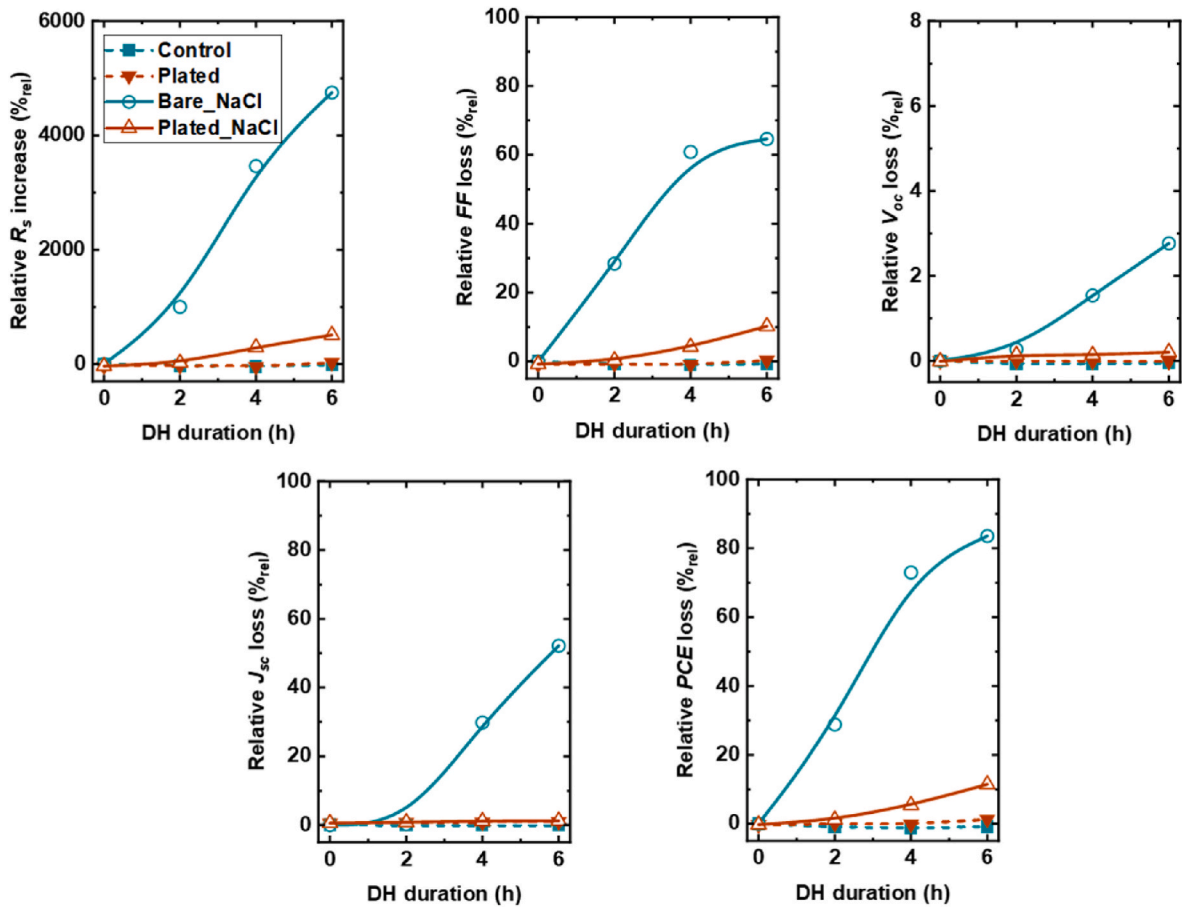 Relative Rs increase (%rel)
6000
4000
2000
0
Control
Plated
Bare_NaCl
Plated_NaCl
0 2 4 6
DH duration (h)
Relative FF loss (%rel)
100
80
60
40
20
0
0 2 4 6
DH duration (h)
Relative Voc loss (%rel)
8
6
4
2
0
0 2 4 6
DH duration (h)
Relative Jsc loss (%rel)
100
80
60
40
20
0
0 2 4 6
DH duration (h)
Relative PCE loss (%rel)
100
80
60
40
20
0
0 2 4 6
DH duration (h)